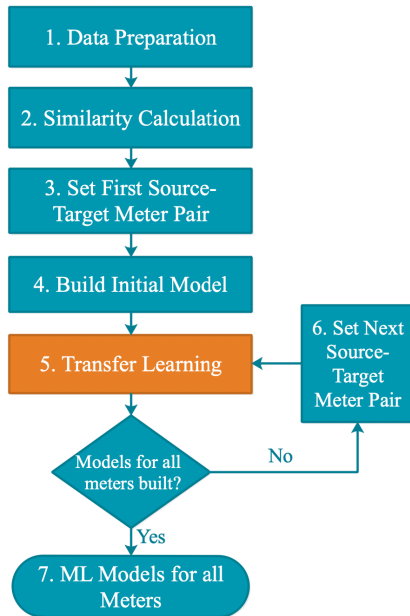 1. Data Preparation
2. Similarity Calculation
3. Set First Source-
Target Meter Pair
4. Build Initial Model
5. Transfer Learning
6. Set Next
Source-
Target
Meter Pair
Models for all
meters built?
No
Yes
7. ML Models for all
Meters